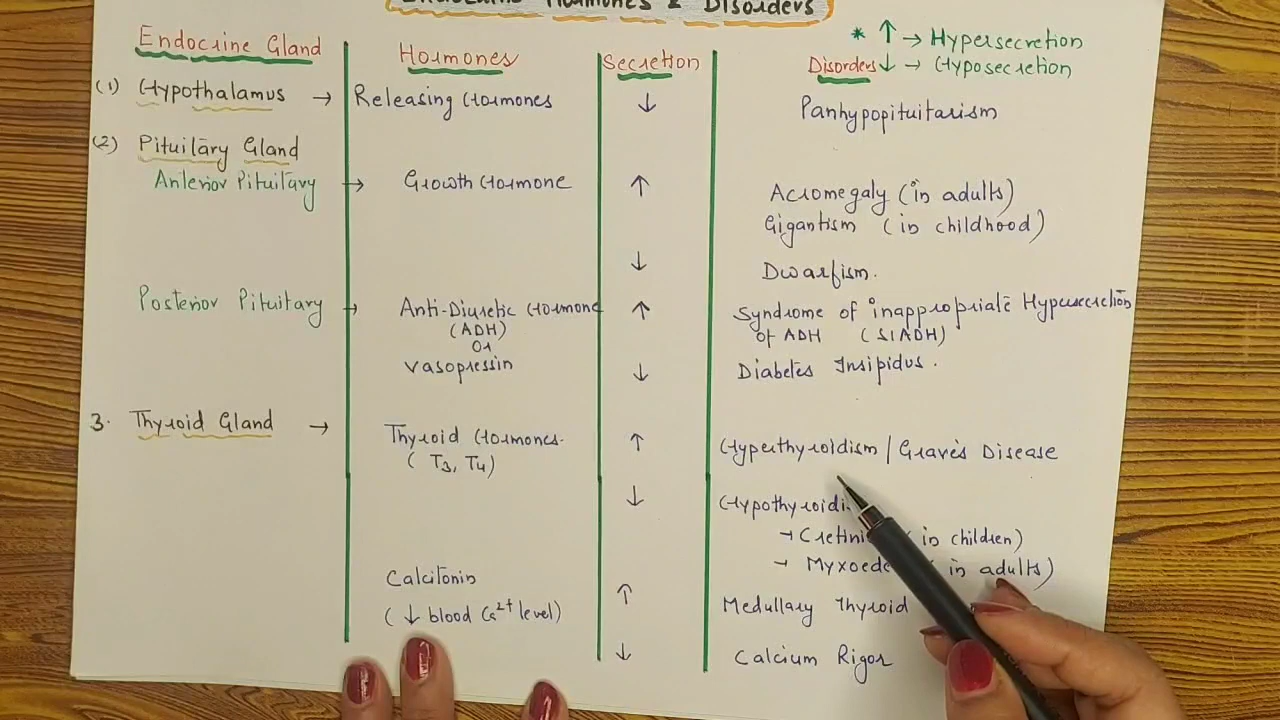 Hormones & Disorders
* ↑ → Hypersecretion
Endocrine Gland Hormones Secretion Disorders ↓ → Hyposecretion
(1) Hypothalamus → Releasing Hormones ↓ Panhypopituitarism
(2) Pituitary Gland
Anterior Pituitary → Growth Hormone ↑ Acromegaly (in adults)
Gigantism (in childhood)
↓ Dwarfism.
Posterior Pituitary → Anti-Diuretic Hormone ↑ Syndrome of inappropriate Hypersecretion
(ADH) of ADH (SIADH)
Or
Vasopressin ↓ Diabetes Insipidus.
3. Thyroid Gland → Thyroid Hormones. ↑ Hyperthyroidism / Grave's Disease
(T3, T4)
↓
→ (in children)
→ (in adults)
Calcitonin ↑ Medullary Thyroid
(↓ blood Ca2+ level)
↓ Calcium Rigor